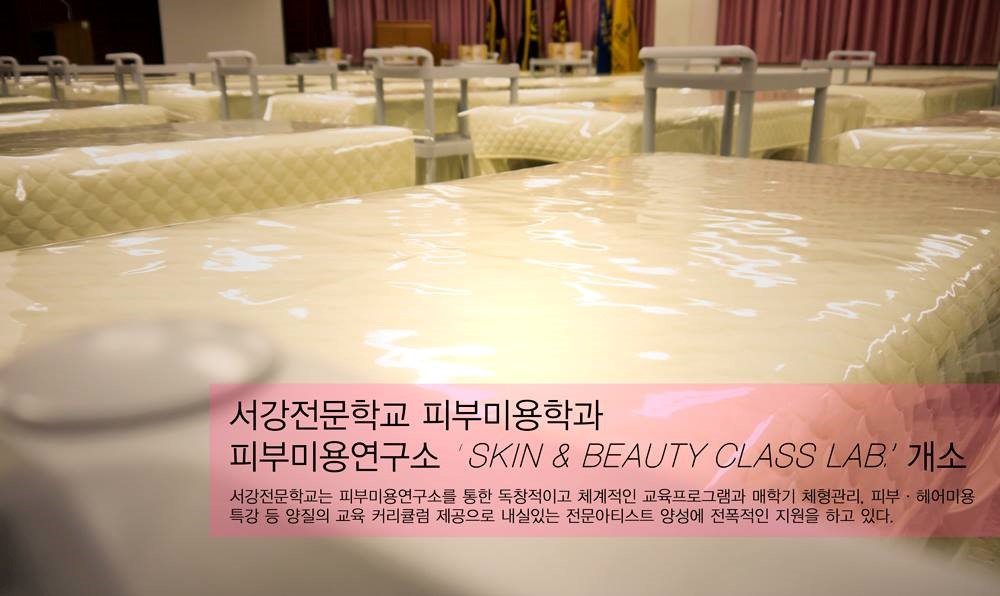 서강전문학교 피부미용학과
피부미용연구소 ‘SKIN & BEAUTY CLASS LAB.’ 개소
서강전문학교는 피부미용연구소를 통한 독창적이고 체계적인 교육프로그램과 매학기 체형관리, 피부 · 헤어미용
특강 등 양질의 교육 커리큘럼 제공으로 내실있는 전문아티스트 양성에 전폭적인 지원을 하고 있다.